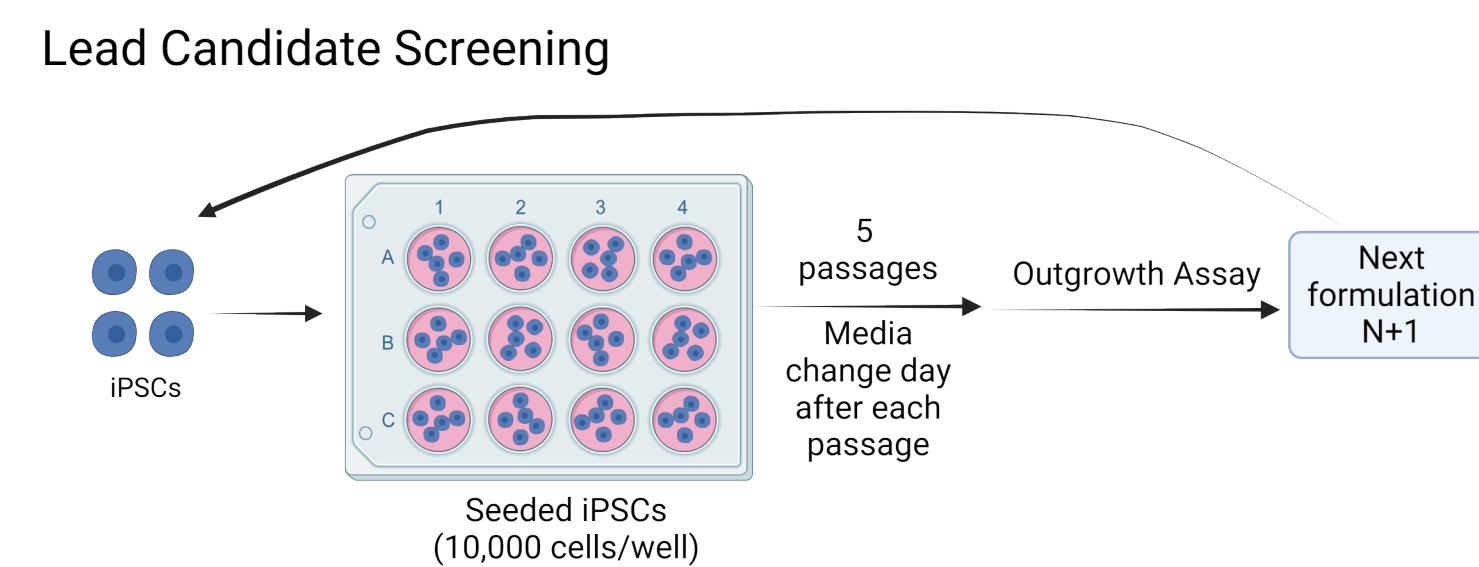 Lead Candidate Screening
iPSCs
1 2 3 4
A
B
C
Seeded iPSCs
(10,000 cells/well)
5
passages
Media
change day
after each
passage
Outgrowth Assay
Next
formulation
N+1